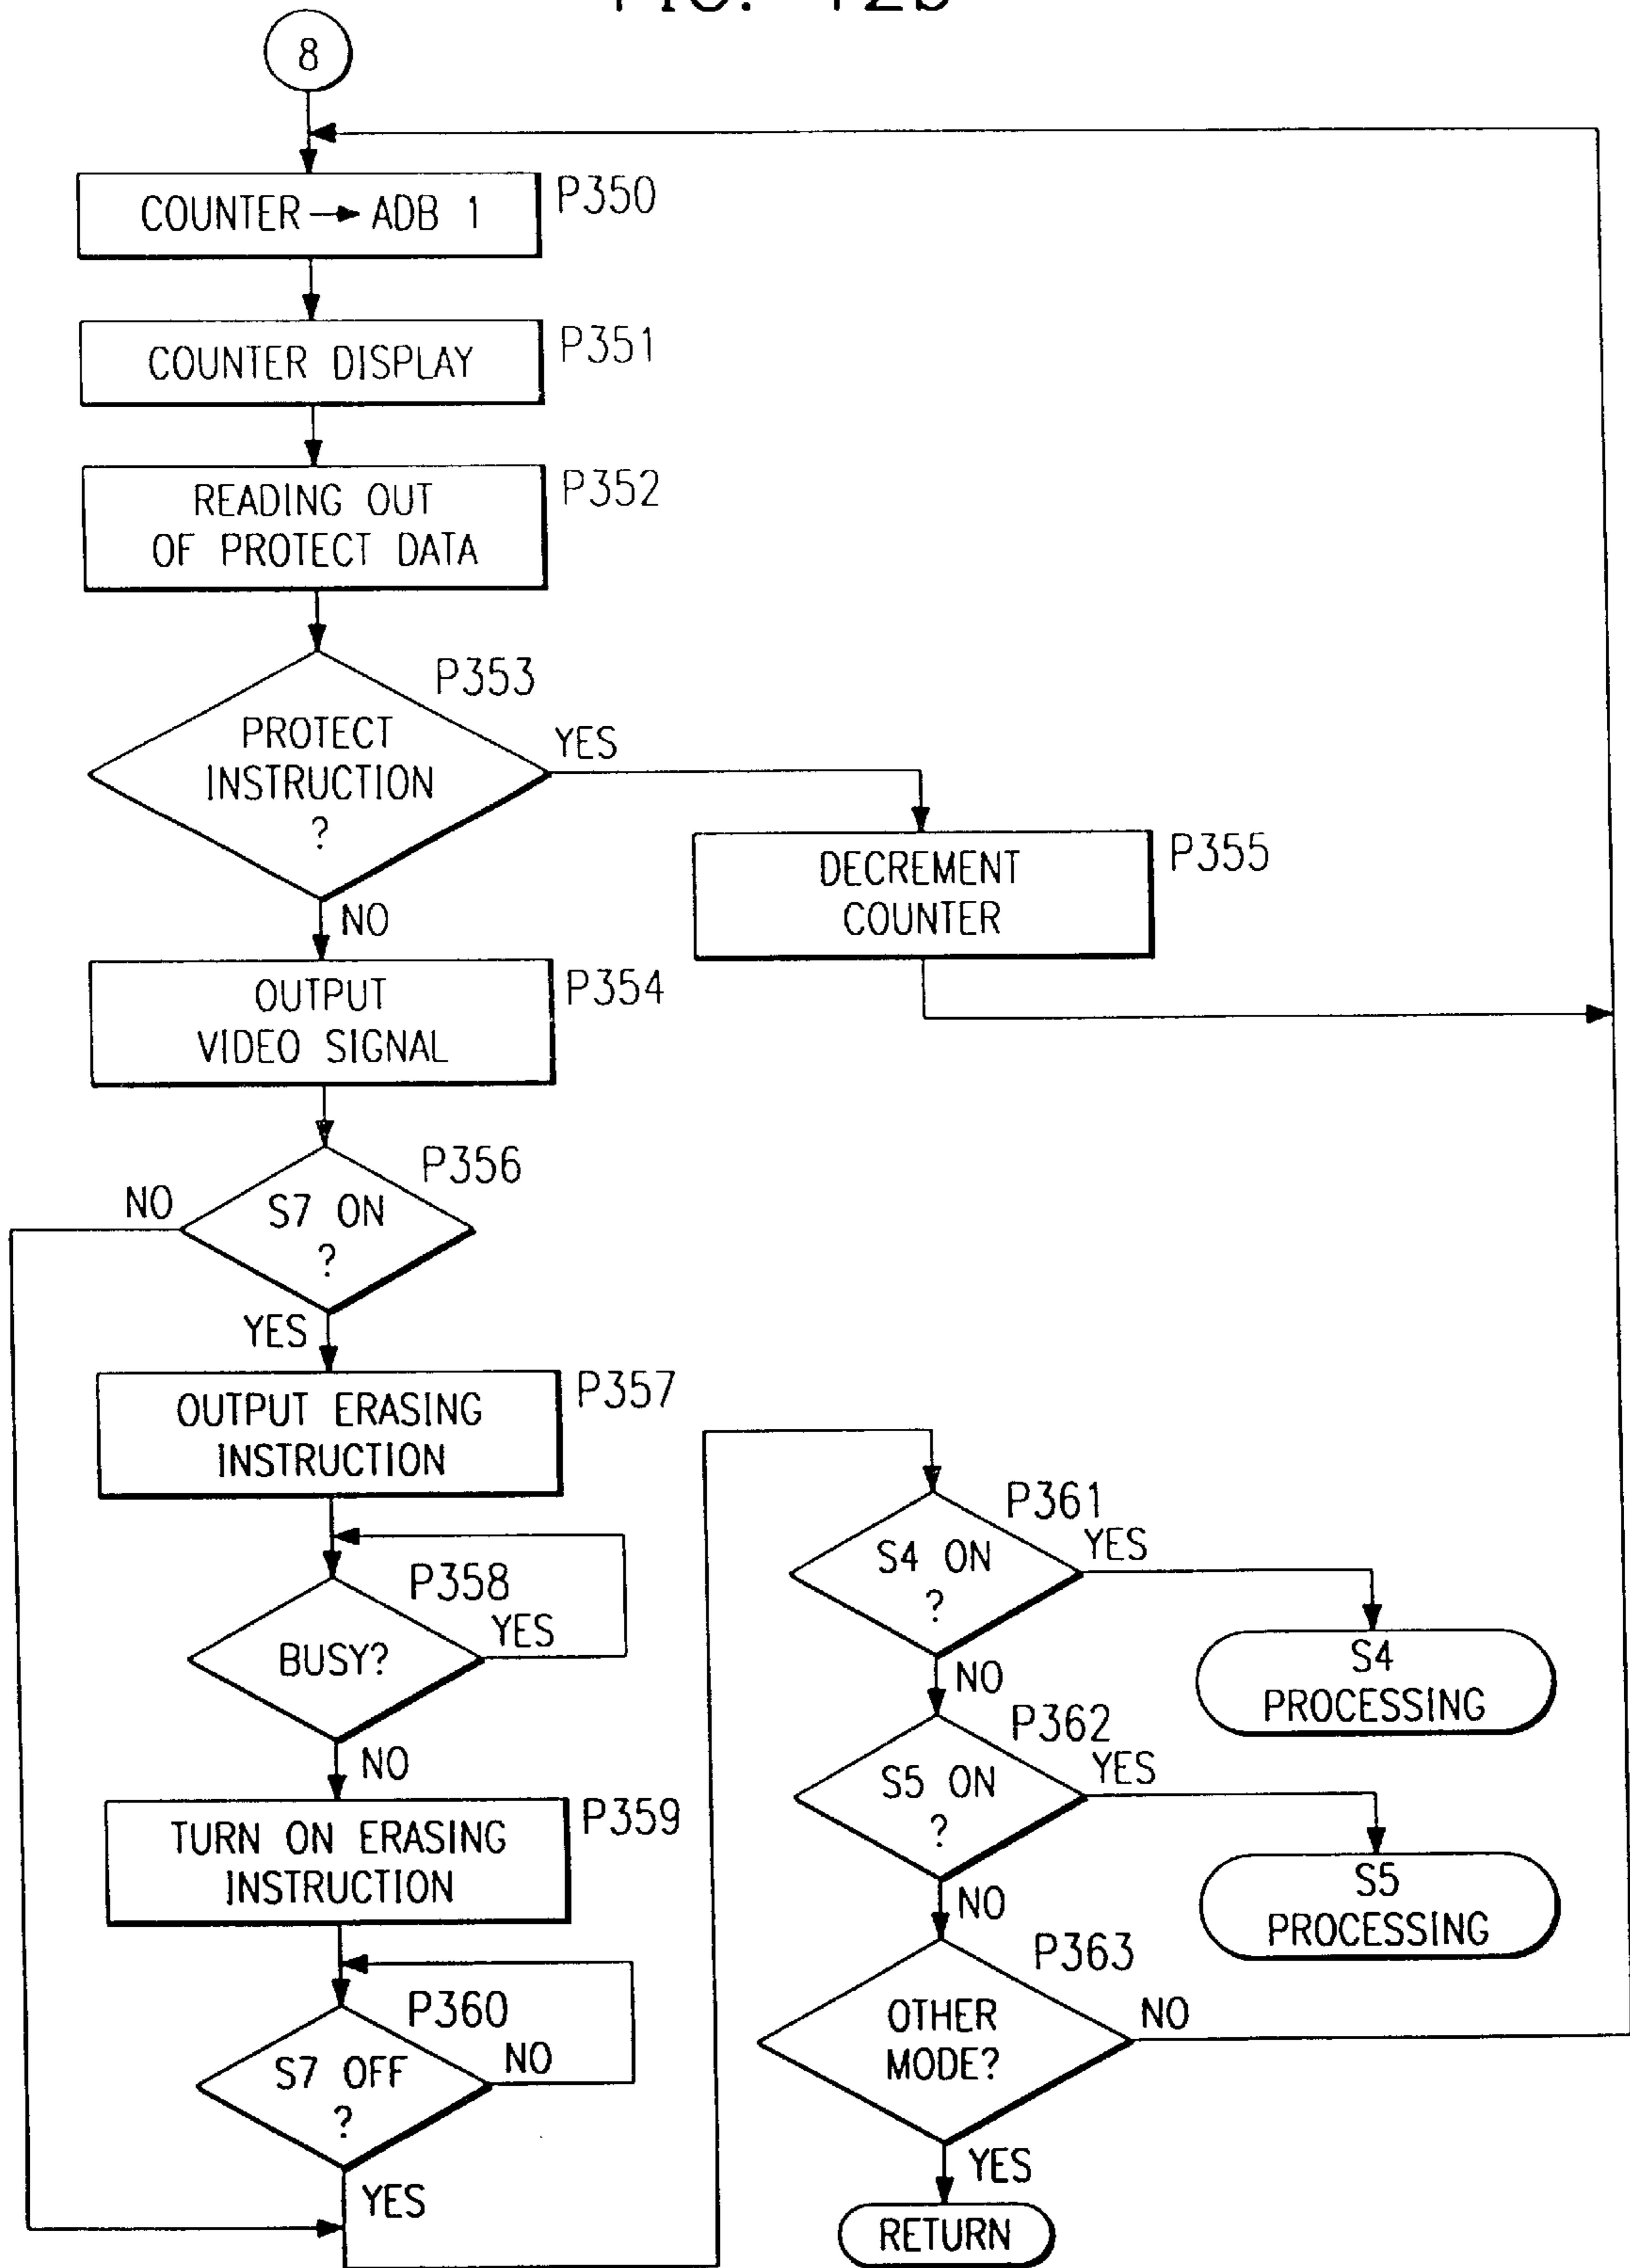 8
COUNTER → ADB 1
P350
COUNTER DISPLAY
P351
READING OUT
OF PROTECT DATA
P352
P353
PROTECT
INSTRUCTION
?
YES
NO
DECREMENT
COUNTER
P355
OUTPUT
VIDEO SIGNAL
P354
P356
S7 ON
?
NO
YES
OUTPUT ERASING
INSTRUCTION
P357
P358
BUSY?
YES
NO
TURN ON ERASING
INSTRUCTION
P359
P360
S7 OFF
?
NO
YES
P361
S4 ON
?
YES
NO
S4
PROCESSING
P362
S5 ON
?
YES
NO
S5
PROCESSING
P363
OTHER
MODE?
NO
YES
RETURN